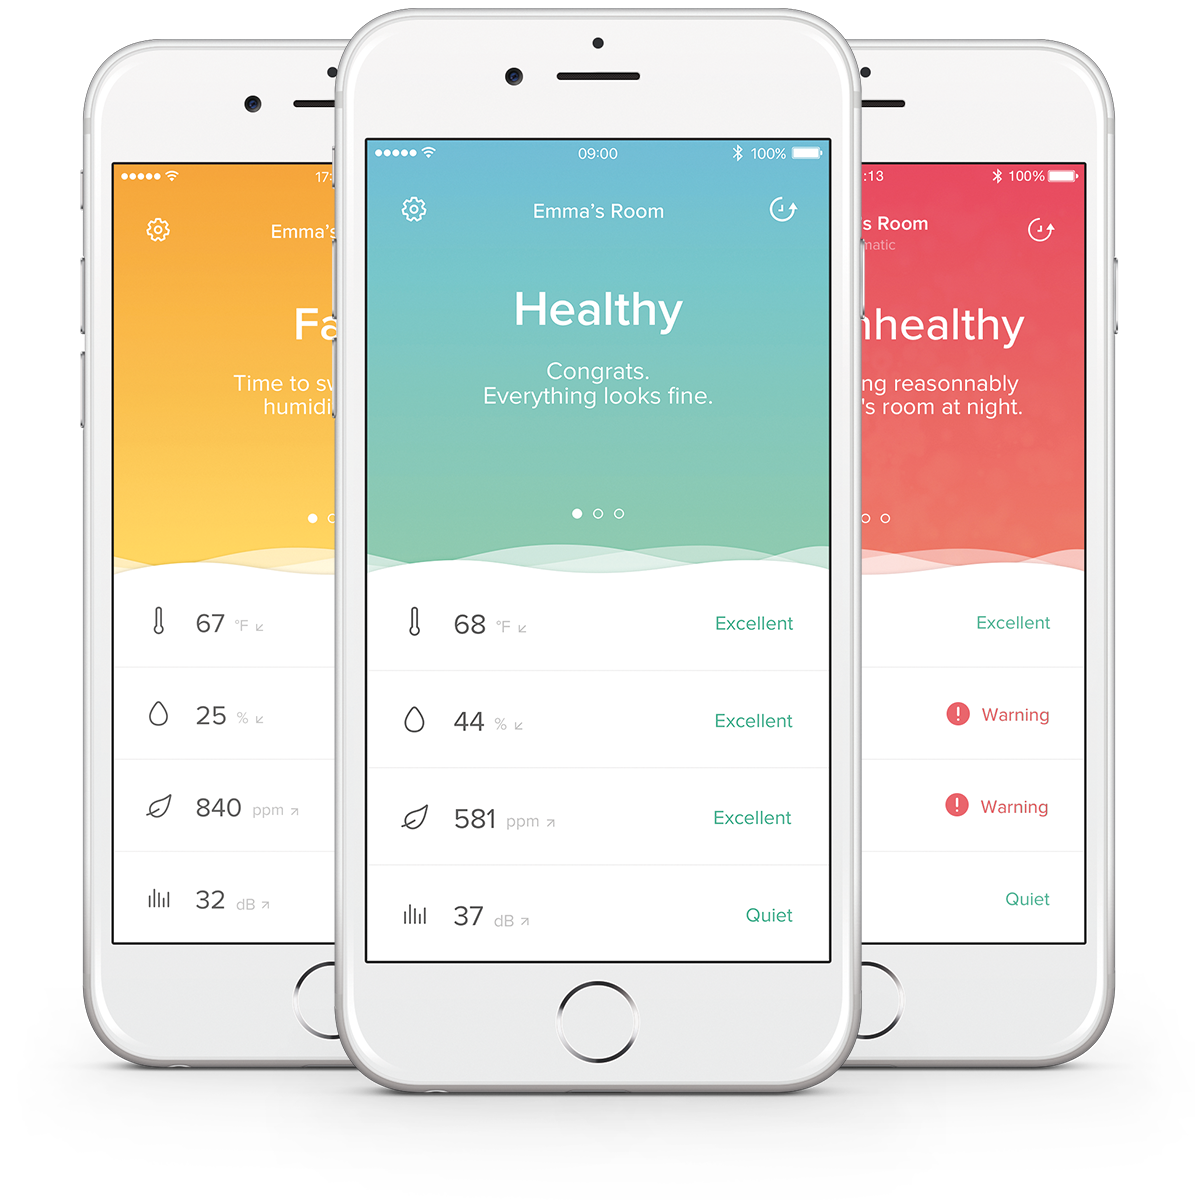 17:
Emma's
Fa
Time to sw
humidi
67 °F
25 %
840 ppm
32 dB
09:00
100%
Emma's Room
Healthy
Congrats.
Everything looks fine.
68 °F Excellent
44 % Excellent
581 ppm Excellent
37 dB Quiet
:13
100%
's Room
matic
nhealthy
ng reasonnably
's room at night.
Excellent
Warning
Warning
Quiet